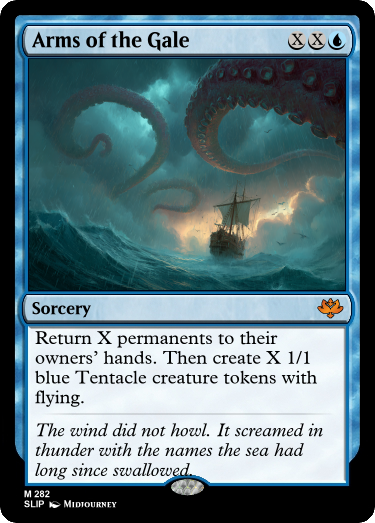 Arms of the Gale XXU
Sorcery
Return X permanents to their
owners' hands. Then create X 1/1
blue Tentacle creature tokens with
flying.
The wind did not howl. It screamed in
thunder with the names the sea had
long since swallowed.
M 282
SLIP Midjourney